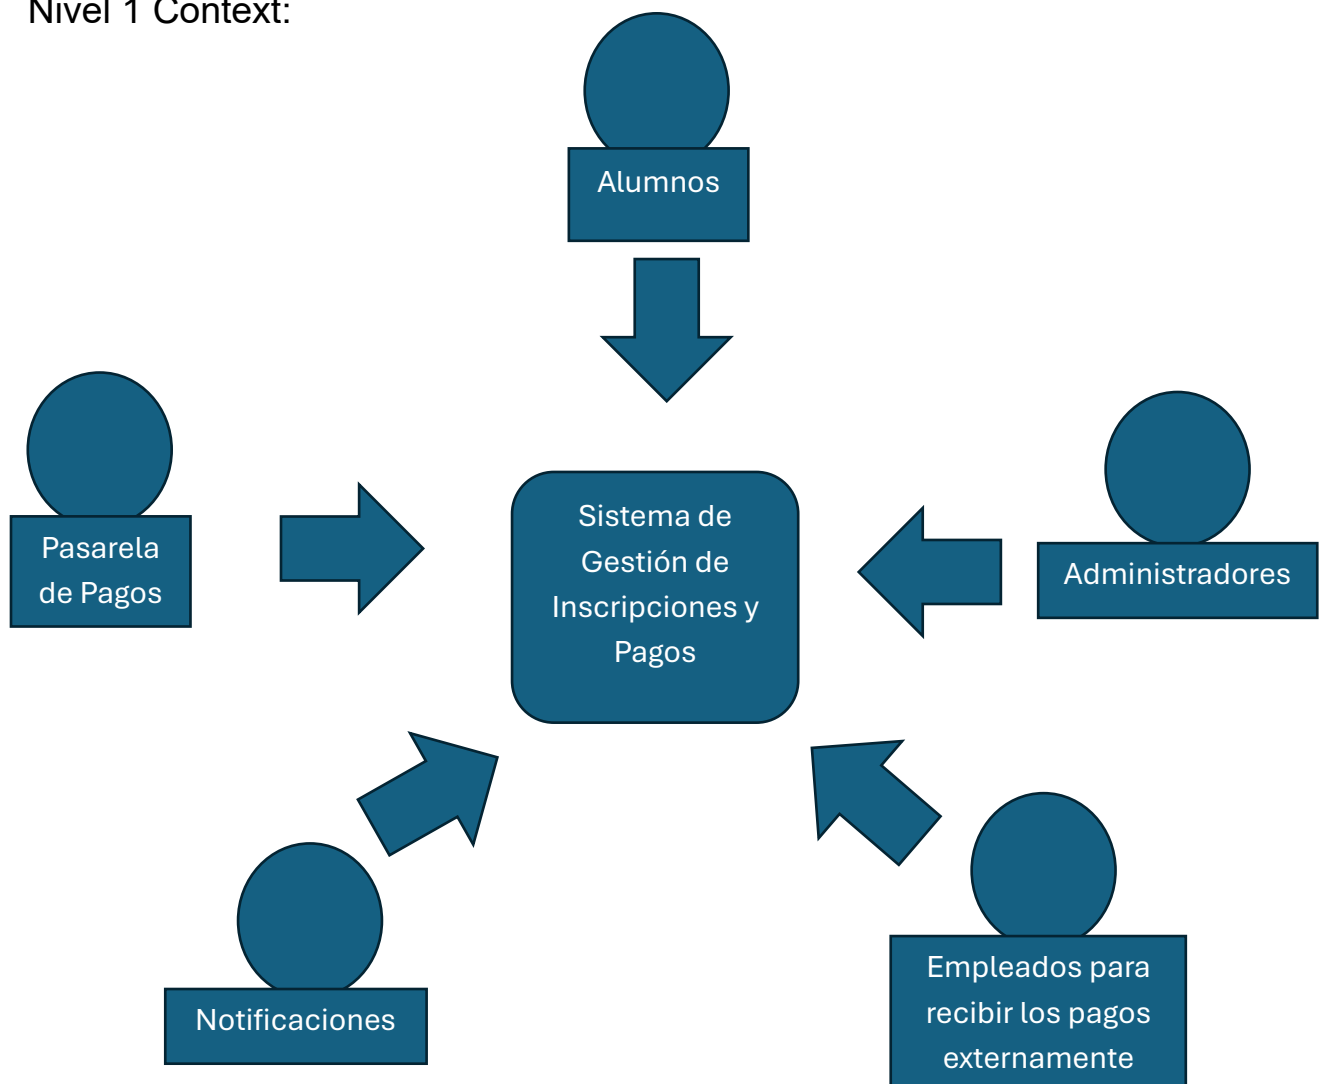 Nivel 1 Context:
Alumnos
Pasarela
de Pagos
Sistema de
Gestión de
Inscripciones y
Pagos
Administradores
Notificaciones
Empleados para
recibir los pagos
externamente